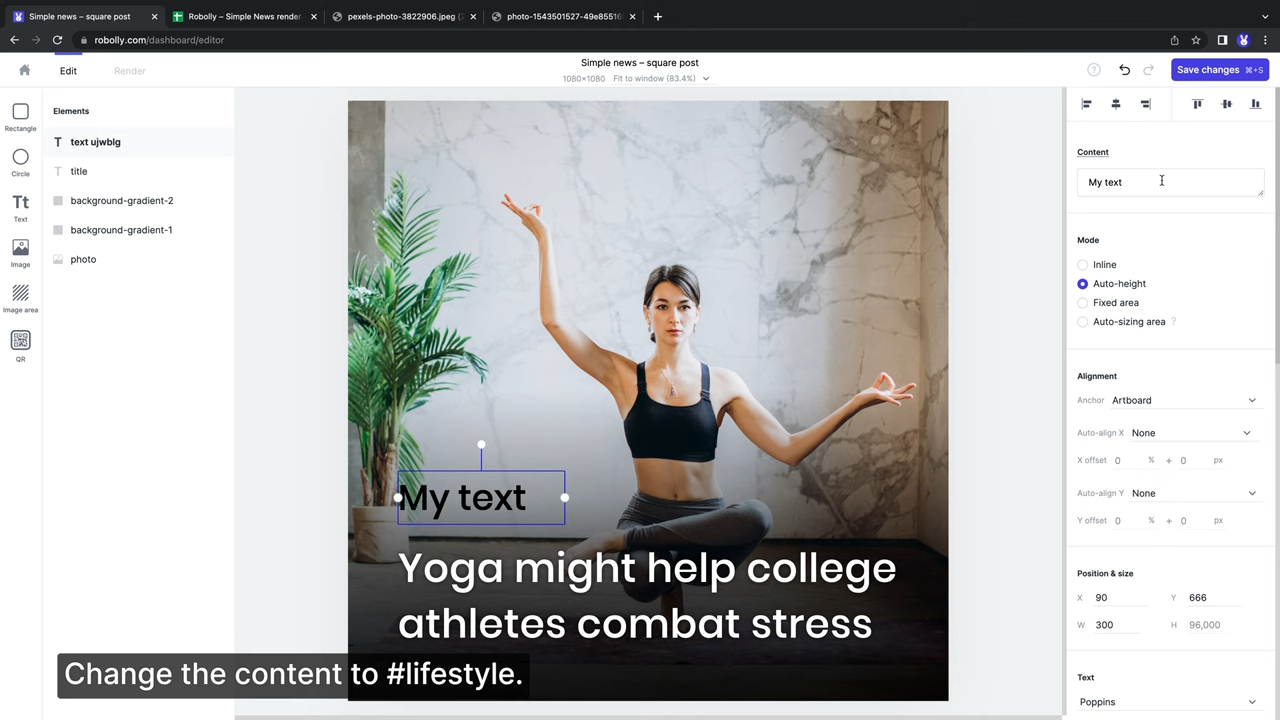 Simple news – square post
Robolly – Simple News render
pexels-photo-3822906.jpeg (
photo-1543501527-49e85516
robolly.com/dashboard/editor
Edit
Render
Simple news – square post
1080×1080 Fit to window (83.4%)
Save changes ⌘+S
Rectangle
Circle
Tt
Text
Image
Image area
QR
Elements
T text ujwblg
T title
background-gradient-2
background-gradient-1
photo
My text
Yoga might help college
athletes combat stress
Change the content to #lifestyle.
Content
My text
Mode
Inline
Auto-height
Fixed area
Auto-sizing area ?
Alignment
Anchor Artboard
Auto-align X None
X offset 0 % + 0 px
Auto-align Y None
Y offset 0 % + 0 px
Position & size
X 90 Y 666
W 300 H 96,000
Text
Poppins